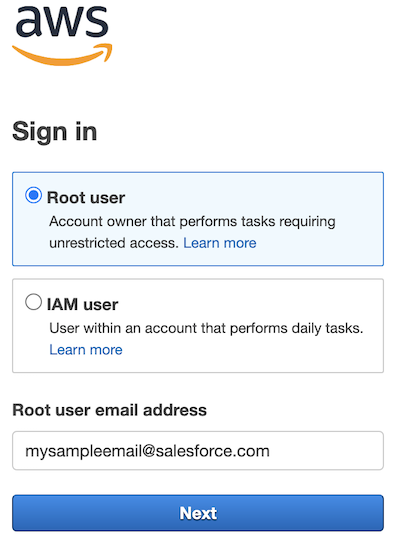 aws
Sign in
Root user
Account owner that performs tasks requiring
unrestricted access. Learn more
IAM user
User within an account that performs daily tasks.
Learn more
Root user email address
mysampleemail@salesforce.com
Next